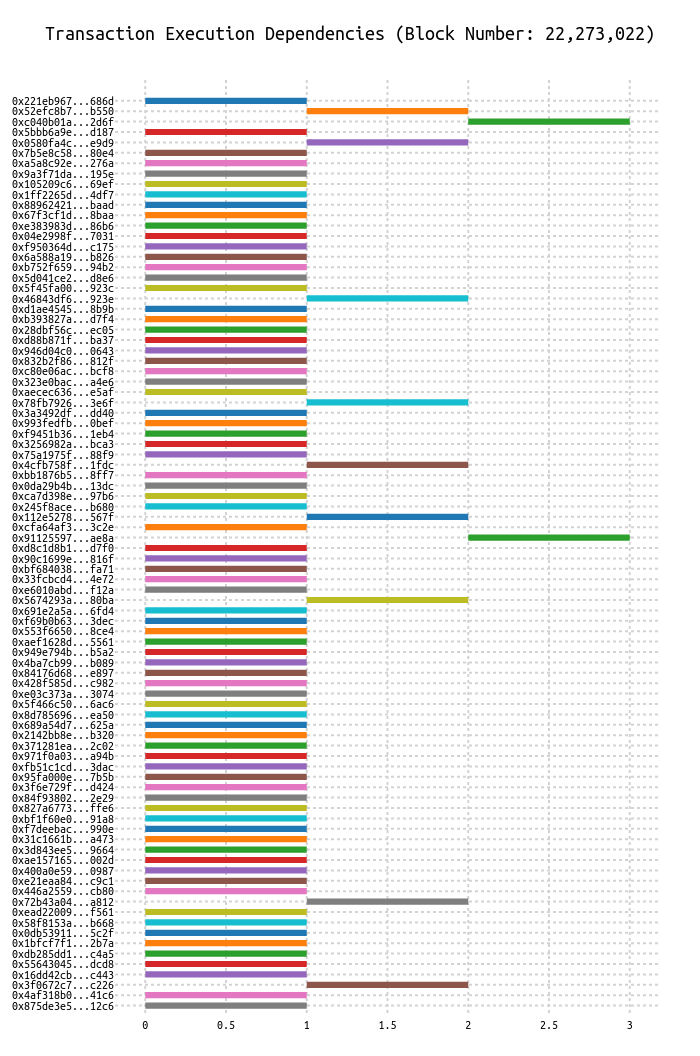 Transaction Execution Dependencies (Block Number: 22,273,022)
0x221eb967...686d
0x52efc8b7...b550
0xc040b01a...2d6f
0x5bbb6a9e...d187
0x0580fa4c...e9d9
0x7b5e8c58...80e4
0xa5a8c92e...276a
0x9a3f71da...195e
0x105209c6...69ef
0x1ff2265d...4df7
0x88962421...baad
0x67f3cf1d...8baa
0xe383983d...86b6
0x04e2998f...7031
0xf950364d...c175
0x6a588a19...b826
0xb752f659...94b2
0x5d041ce2...d8e6
0x5f45fa00...923c
0x46843df6...923e
0xd1ae4545...8b9b
0xb393827a...d7f4
0x28dbf56c...ec05
0xd88b871f...ba37
0x946d04c0...0643
0x832b2f86...812f
0xc80e06ac...bcf8
0x323e0bac...a4e6
0xaecec636...e5af
0x78fb7926...3e6f
0x3a3492df...dd40
0x993fedfb...0bef
0xf9451b36...1eb4
0x3256982a...bca3
0x75a1975f...88f9
0x4cfb758f...1fdc
0xbb1876b5...8ff7
0x0da29b4b...13dc
0xca7d398e...97b6
0x245f8ace...b680
0x112e5278...567f
0xcfa64af3...3c2e
0x91125597...ae8a
0xd8c1d8b1...d7f0
0x90c1699e...816f
0xbf684038...fa71
0x33fcbcd4...4e72
0xe6010abd...f12a
0x5674293a...80ba
0x691e2a5a...6fd4
0xf69b0b63...3dec
0x553f6650...8ce4
0xaef1628d...5561
0x949e794b...b5a2
0x4ba7cb99...b089
0x84176d68...e897
0x428f585d...c982
0xe03c373a...3074
0x5f466c50...6ac6
0x8d785696...ea50
0x689a54d7...625a
0x2142bb8e...b320
0x371281ea...2c02
0x971f0a03...a94b
0xfb51c1cd...3dac
0x95fa000e...7b5b
0x3f6e729f...d424
0x84f93802...2e29
0x827a6773...ffe6
0xbf1f60e0...91a8
0xf7deebac...990e
0x31c1661b...a473
0x3d843ee5...9664
0xae157165...002d
0x400a0e59...0987
0xe21eaa84...c9c1
0x446a2559...cb80
0x72b43a04...a812
0xead22009...f561
0x58f8153a...b668
0x0db53911...5c2f
0x1bfcf7f1...2b7a
0xdb285dd1...c4a5
0x55643045...dcd8
0x16dd42cb...c443
0x3f0672c7...c226
0x4af318b0...41c6
0x875de3e5...12c6
0 0.5 1 1.5 2 2.5 3